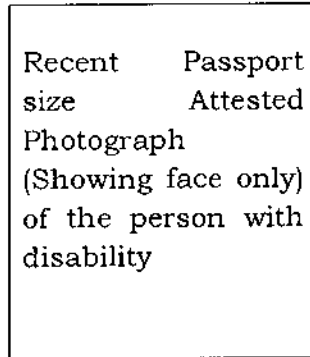 Recent Passport
size Attested
Photograph
(Showing face only)
of the person with
disability